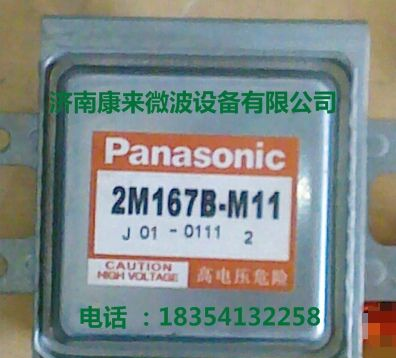 济南康来微波设备有限公司
Panasonic
2M167B-M11
J 01 - 0111 2
CAUTION
HIGH VOLTAGE
高电压危险
电话 ：18354132258